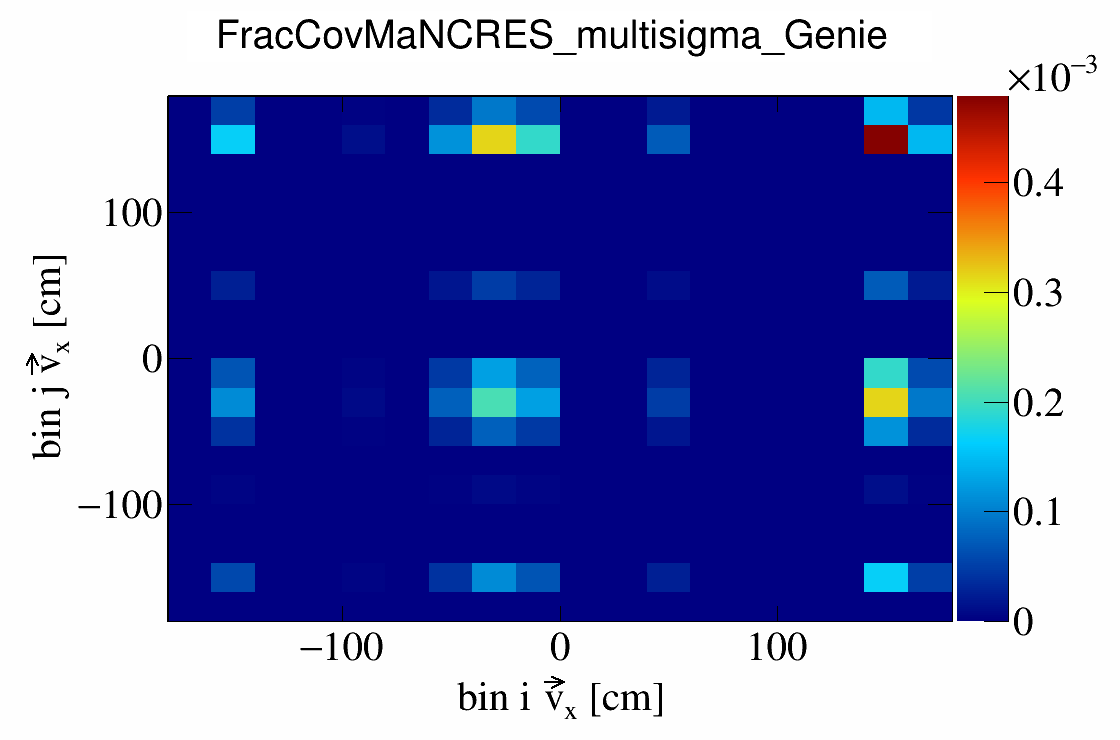 FracCovMaNCRES_multisigma_Genie
×10⁻³
0.4
0.3
0.2
0.1
0
100
0
−100
bin j v⃗ₓ [cm]
−100 0 100
bin i v⃗ₓ [cm]